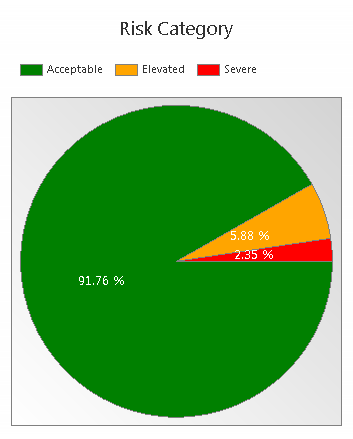 Risk Category
Acceptable Elevated Severe
5.88 %
2.35 %
91.76 %